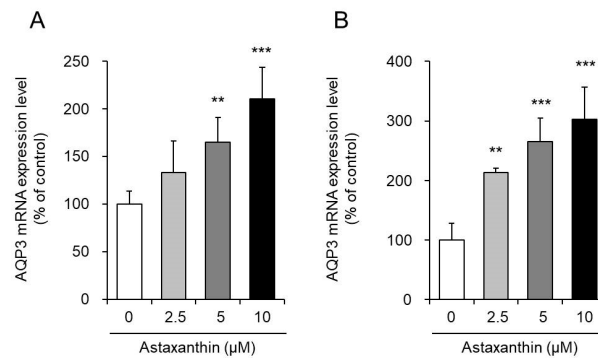 A
AQP3 mRNA expression level
(% of control)
250
200
150
100
50
0
**
***
0 2.5 5 10
Astaxanthin (µM)
B
AQP3 mRNA expression level
(% of control)
400
300
200
100
0
**
***
***
0 2.5 5 10
Astaxanthin (µM)